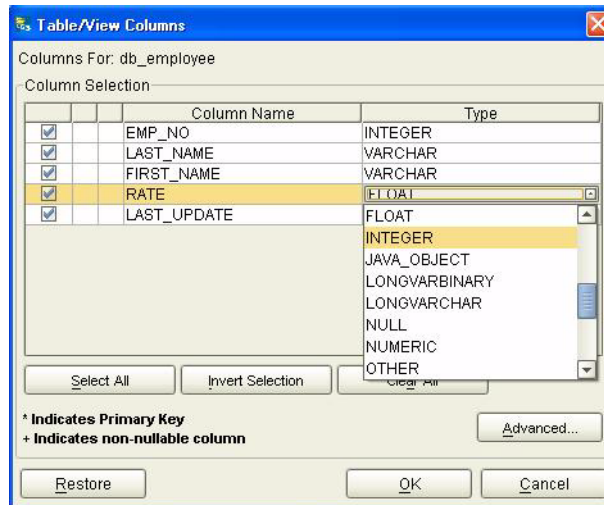 Table/View Columns
Columns For: db_employee
Column Selection
Column Name Type
EMP_NO INTEGER
LAST_NAME VARCHAR
FIRST_NAME VARCHAR
RATE FLOAT
LAST_UPDATE
FLOAT
INTEGER
JAVA_OBJECT
LONGVARBINARY
LONGVARCHAR
NULL
NUMERIC
OTHER
Select All Invert Selection Clear All
* Indicates Primary Key
+ Indicates non-nullable column
Advanced...
Restore OK Cancel